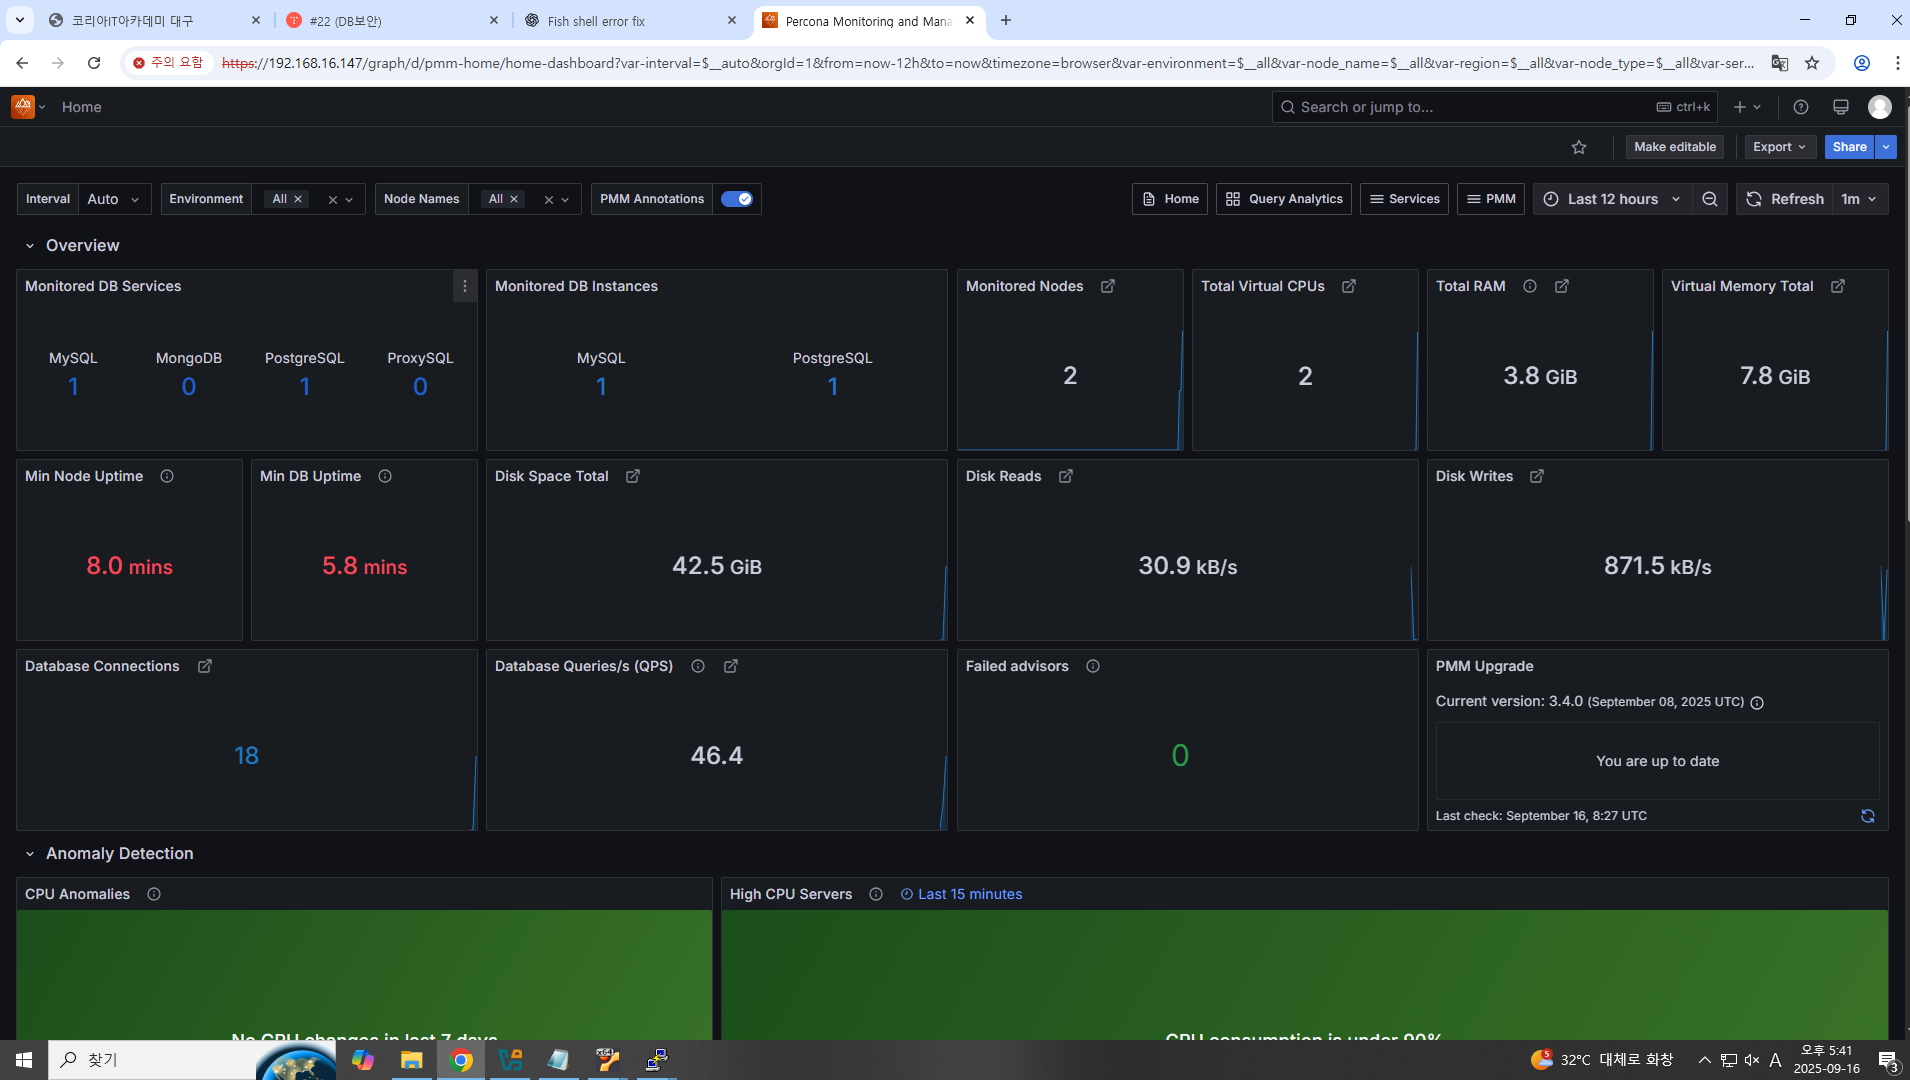 코리아IT아카데미 대구
#22 (DB보안)
Fish shell error fix
Percona Monitoring and Mana
주의 요함
https://192.168.16.147/graph/d/pmm-home/home-dashboard?var-interval=$__auto&orgId=1&from=now-12h&to=now&timezone=browser&var-environment=$__all&var-node_name=$__all&var-region=$__all&var-node_type=$__all&var-ser...
Home
Search or jump to...
ctrl+k
Make editable
Export
Share
Interval
Auto
Environment
All
Node Names
All
PMM Annotations
Home
Query Analytics
Services
PMM
Last 12 hours
Refresh
1m
Overview
Monitored DB Services
Monitored DB Instances
Monitored Nodes
Total Virtual CPUs
Total RAM
Virtual Memory Total
MySQL
MongoDB
PostgreSQL
ProxySQL
1
0
1
0
MySQL
PostgreSQL
1
1
2
2
3.8 GiB
7.8 GiB
Min Node Uptime
Min DB Uptime
Disk Space Total
Disk Reads
Disk Writes
8.0 mins
5.8 mins
42.5 GiB
30.9 kB/s
871.5 kB/s
Database Connections
Database Queries/s (QPS)
Failed advisors
PMM Upgrade
Current version: 3.4.0 (September 08, 2025 UTC)
18
46.4
0
You are up to date
Last check: September 16, 8:27 UTC
Anomaly Detection
CPU Anomalies
High CPU Servers
Last 15 minutes
No CPU changes in last 7 days
CPU consumption is under 90%
찾기
5
32°C 대체로 화창
A
오후 5:41
2025-09-16
3